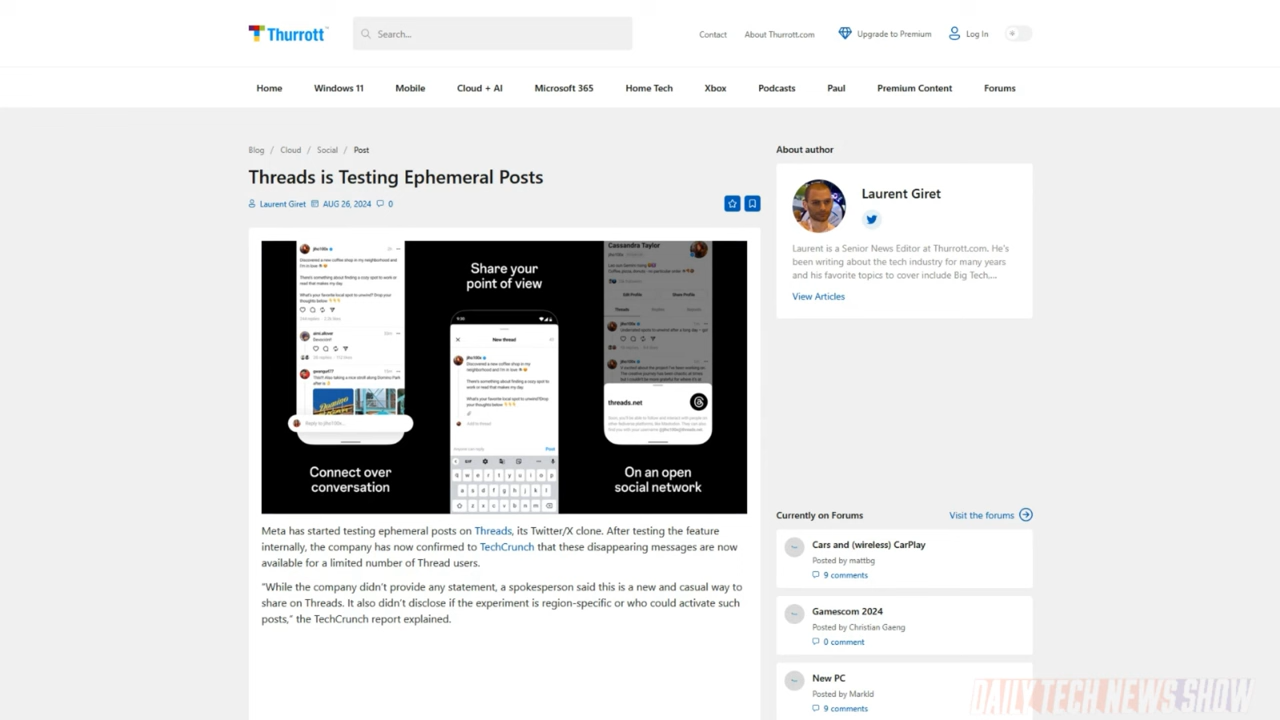 Thurrott
Search...
Contact
About Thurrott.com
Upgrade to Premium
Log In
Home
Windows 11
Mobile
Cloud + AI
Microsoft 365
Home Tech
Xbox
Podcasts
Paul
Premium Content
Forums
Blog / Cloud / Social / Post
Threads is Testing Ephemeral Posts
Laurent Giret AUG 26, 2024 0
Connect over
conversation
Share your
point of view
New thread
On an open
social network
Cassandra Taylor
threads.net
Meta has started testing ephemeral posts on Threads, its Twitter/X clone. After testing the feature
internally, the company has now confirmed to TechCrunch that these disappearing messages are now
available for a limited number of Thread users.
“While the company didn’t provide any statement, a spokesperson said this is a new and casual way to
share on Threads. It also didn’t disclose if the experiment is region-specific or who could activate such
posts,” the TechCrunch report explained.
About author
Laurent Giret
Laurent is a Senior News Editor at Thurrott.com. He's
been writing about the tech industry for many years
and his favorite topics to cover include Big Tech....
View Articles
Currently on Forums
Visit the forums
Cars and (wireless) CarPlay
Posted by mattbg
9 comments
Gamescom 2024
Posted by Christian Gaeng
0 comment
New PC
Posted by Markld
9 comments
DAILY TECH NEWS SHOW